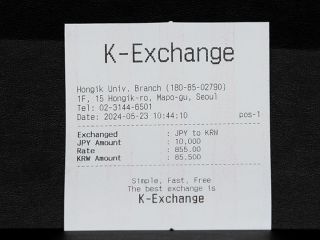 K-Exchange
Hongik Univ. Branch (180-85-02790)
1F, 15 Hongik-ro, Mapo-gu, Seoul
Tel: 02-3144-6501
Date: 2024-05-23 10:44:10 pos-1
Exchanged : JPY to KRW
JPY Amount : 10,000
Rate : 855.00
KRW Amount : 85,500
Simple, Fast, Free
The best exchange is
K-Exchange